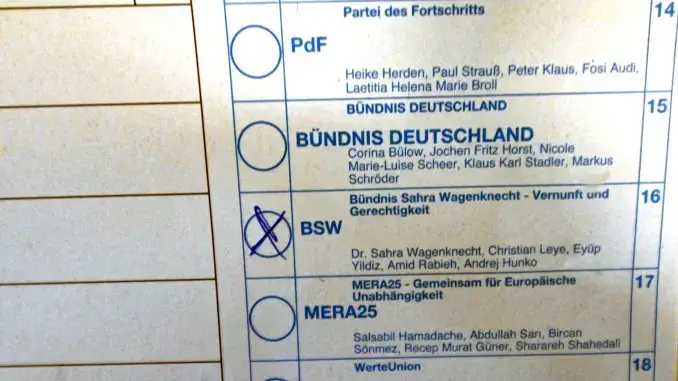 Partei des Fortschritts
14
PdF
Heike Herden, Paul Strauß, Peter Klaus, Fosi Audi,
Laetitia Helena Marie Broll
BÜNDNIS DEUTSCHLAND
15
BÜNDNIS DEUTSCHLAND
Corina Bülow, Jochen Fritz Horst, Nicole
Marie-Luise Scheer, Klaus Karl Stadler, Markus
Schröder
Bündnis Sahra Wagenknecht - Vernunft und
Gerechtigkeit
16
BSW
Dr. Sahra Wagenknecht, Christian Leye, Eyüp
Yildiz, Amid Rabieh, Andrej Hunko
MERA25 - Gemeinsam für Europäische
Unabhängigkeit
17
MERA25
Salsabil Hamadache, Abdullah Sarı, Bircan
Sönmez, Recep Murat Güner, Sharareh Shahedali
WerteUnion
18